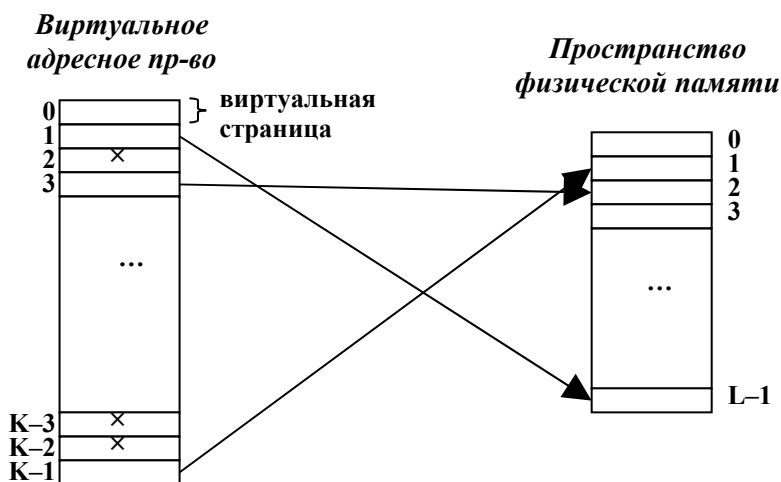 Виртуальное
адресное пр-во
Пространство
физической памяти
виртуальная
страница
0
1
2
3
...
K–3
K–2
K–1
0
1
2
3
...
L–1